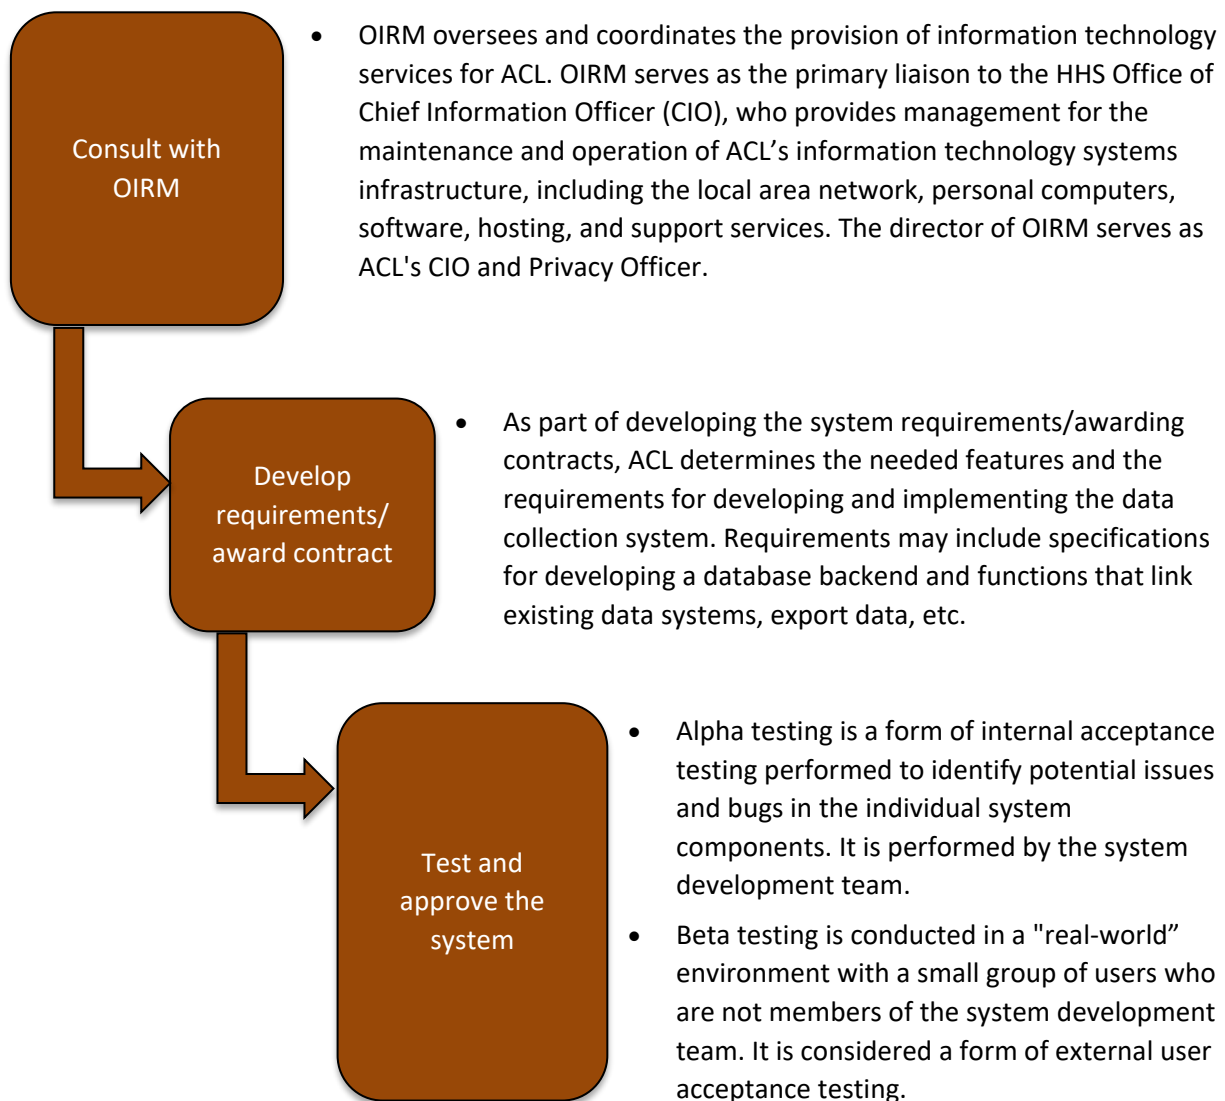 Consult with
OIRM
• OIRM oversees and coordinates the provision of information technology
services for ACL. OIRM serves as the primary liaison to the HHS Office of
Chief Information Officer (CIO), who provides management for the
maintenance and operation of ACL’s information technology systems
infrastructure, including the local area network, personal computers,
software, hosting, and support services. The director of OIRM serves as
ACL's CIO and Privacy Officer.
Develop
requirements/
award contract
• As part of developing the system requirements/awarding
contracts, ACL determines the needed features and the
requirements for developing and implementing the data
collection system. Requirements may include specifications
for developing a database backend and functions that link
existing data systems, export data, etc.
Test and
approve the
system
• Alpha testing is a form of internal acceptance
testing performed to identify potential issues
and bugs in the individual system
components. It is performed by the system
development team.
• Beta testing is conducted in a "real-world”
environment with a small group of users who
are not members of the system development
team. It is considered a form of external user
acceptance testing.